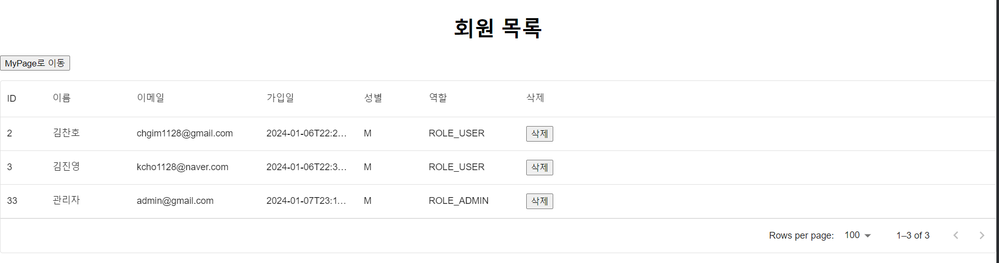 회원 목록
MyPage로 이동
ID 이름 이메일 가입일 성별 역할 삭제
2 김찬호 chgim1128@gmail.com 2024-01-06T22:2... M ROLE_USER 삭제
3 김진영 kcho1128@naver.com 2024-01-06T22:3... M ROLE_USER 삭제
33 관리자 admin@gmail.com 2024-01-07T23:1... M ROLE_ADMIN 삭제
Rows per page: 100 1–3 of 3